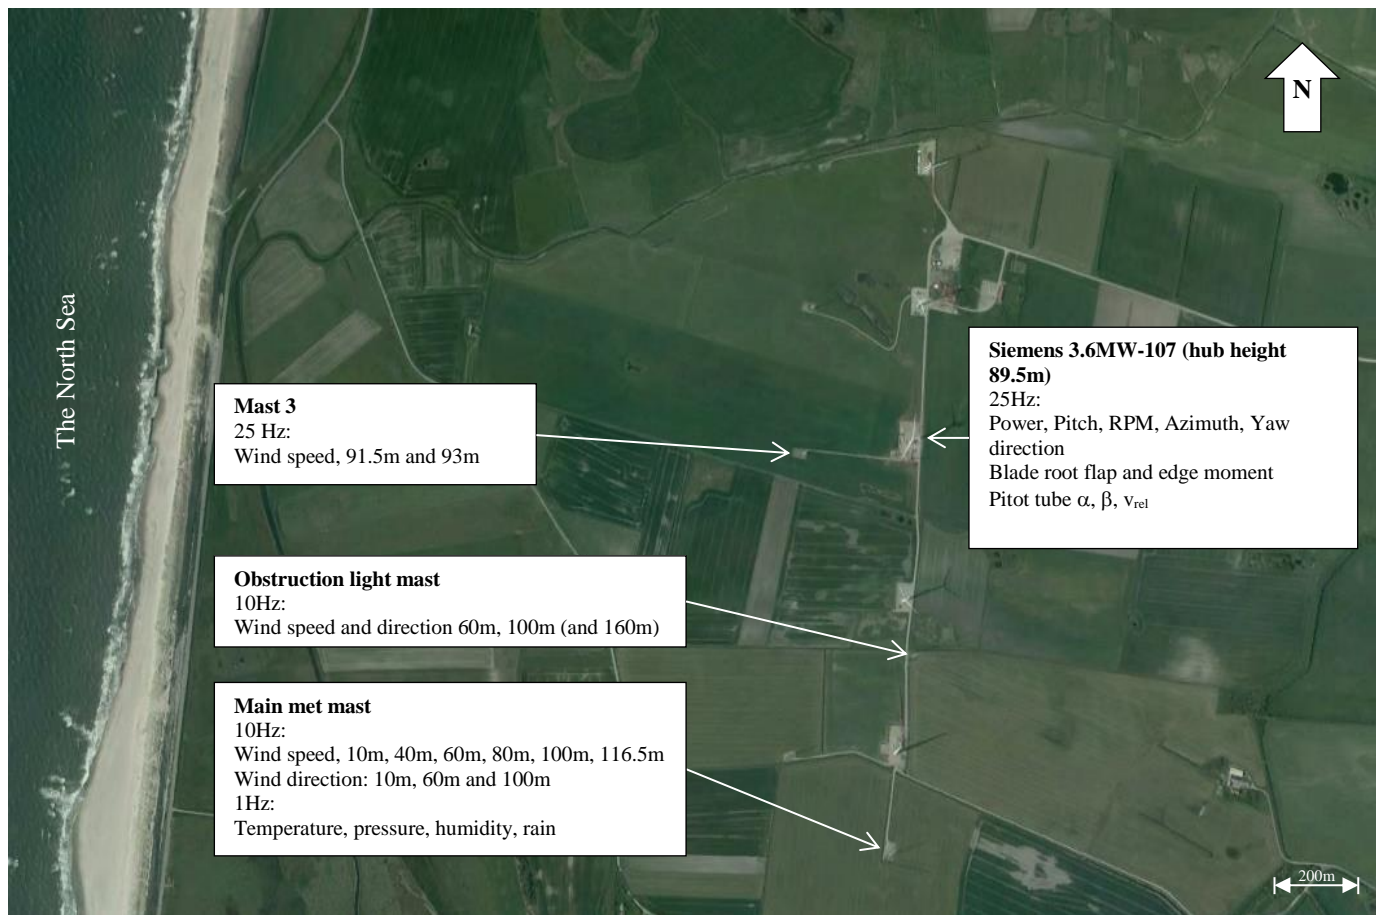 N
The North Sea
Siemens 3.6MW-107 (hub height
89.5m)
25Hz:
Power, Pitch, RPM, Azimuth, Yaw
direction
Blade root flap and edge moment
Pitot tube α, β, vrel
Mast 3
25 Hz:
Wind speed, 91.5m and 93m
Obstruction light mast
10Hz:
Wind speed and direction 60m, 100m (and 160m)
Main met mast
10Hz:
Wind speed, 10m, 40m, 60m, 80m, 100m, 116.5m
Wind direction: 10m, 60m and 100m
1Hz:
Temperature, pressure, humidity, rain
200m